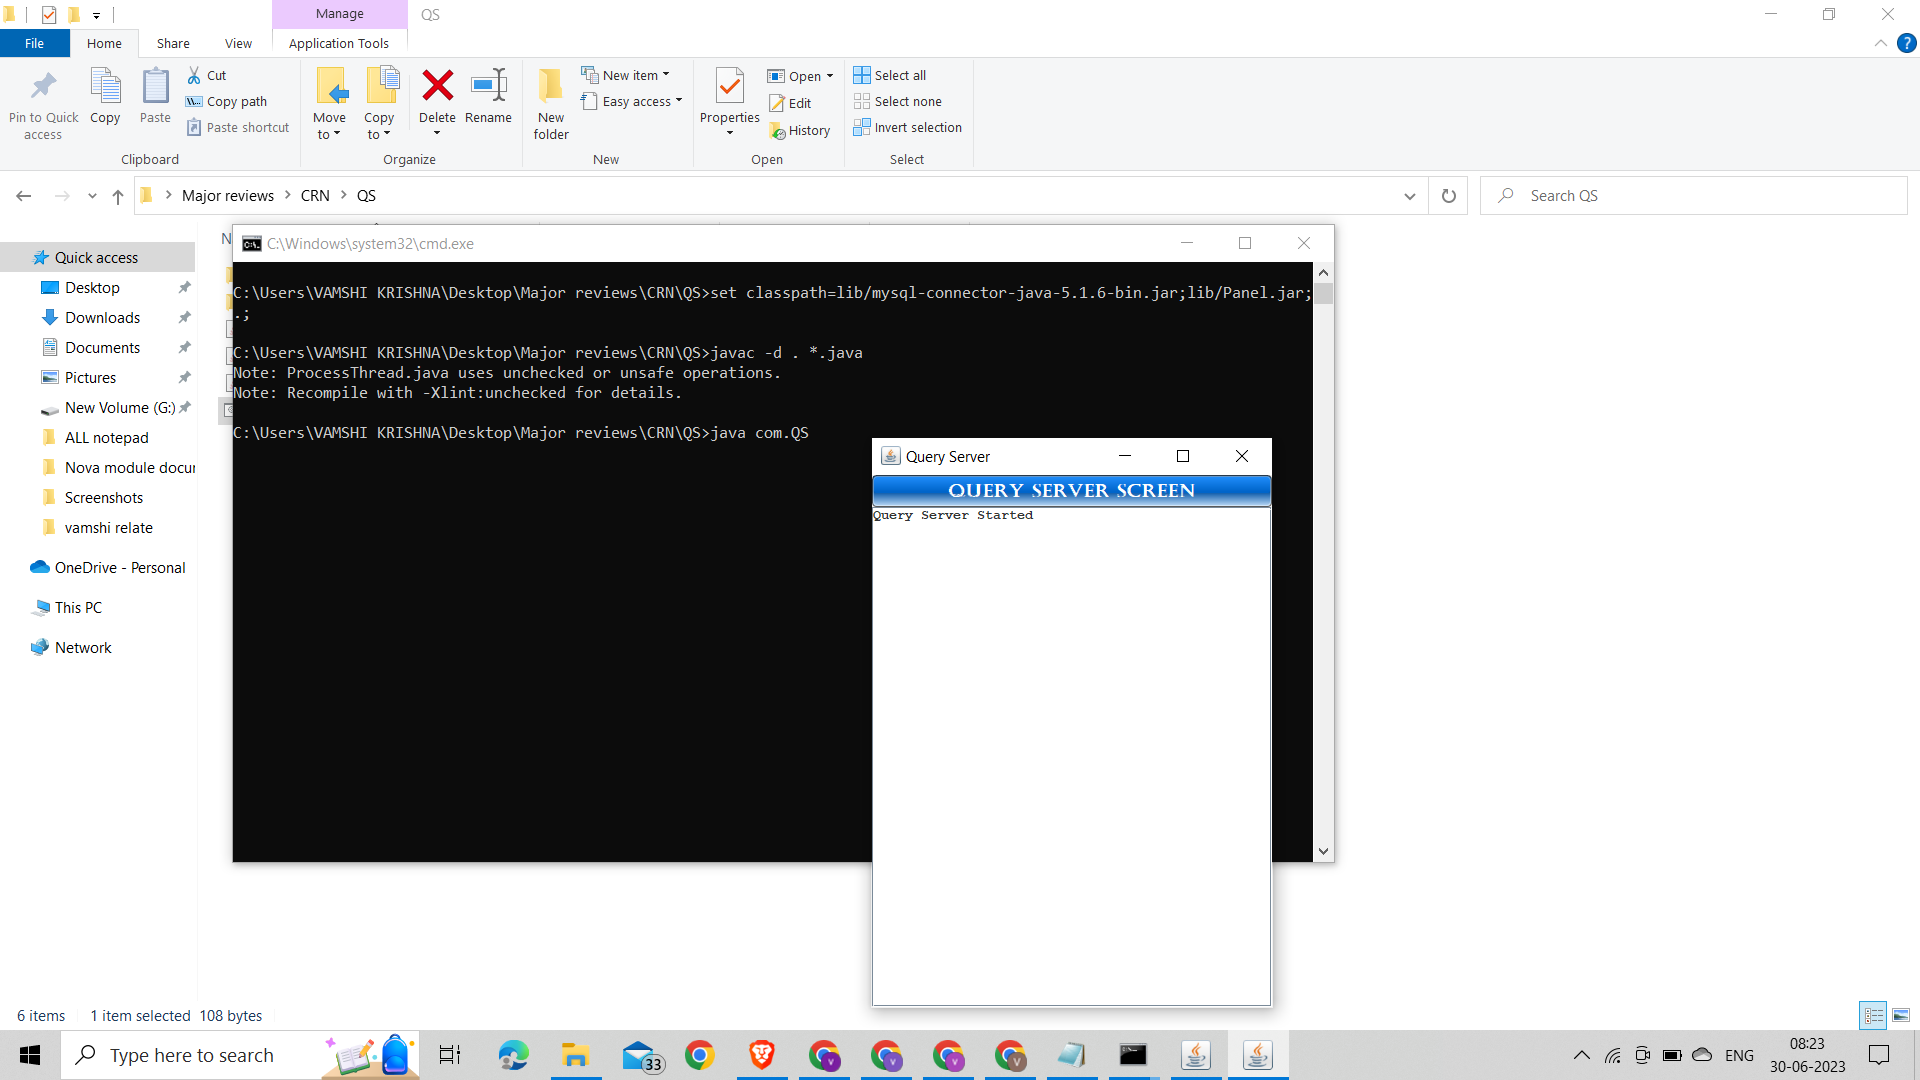 Manage
QS
File
Home
Share
View
Application Tools
Pin to Quick access
Copy
Paste
Cut
Copy path
Paste shortcut
Clipboard
Move to
Copy to
Delete
Rename
Organize
New folder
New item
Easy access
New
Properties
Open
Edit
History
Open
Select all
Select none
Invert selection
Select
Major reviews > CRN > QS
Search QS
Quick access
Desktop
Downloads
Documents
Pictures
New Volume (G:)
ALL notepad
Nova module docu
Screenshots
vamshi relate
OneDrive - Personal
This PC
Network
N
C:\Windows\system32\cmd.exe
C:\Users\VAMSHI KRISHNA\Desktop\Major reviews\CRN\QS>set classpath=lib/mysql-connector-java-5.1.6-bin.jar;lib/Panel.jar;
.;
C:\Users\VAMSHI KRISHNA\Desktop\Major reviews\CRN\QS>javac -d . *.java
Note: ProcessThread.java uses unchecked or unsafe operations.
Note: Recompile with -Xlint:unchecked for details.
C:\Users\VAMSHI KRISHNA\Desktop\Major reviews\CRN\QS>java com.QS
Query Server
QUERY SERVER SCREEN
Query Server Started
6 items
1 item selected 108 bytes
Type here to search
33
V
V
V
V
ENG
08:23
30-06-2023